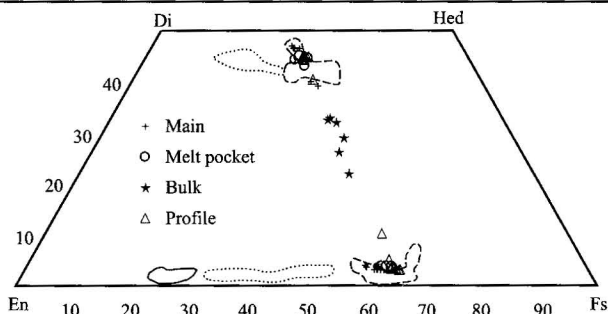 Di Hed
40
30
20
10
+ Main
○ Melt pocket
★ Bulk
△ Profile
En 10 20 30 40 50 60 70 80 90 Fs